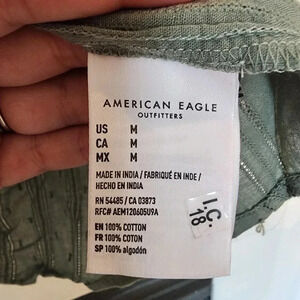 AMERICAN EAGLE
OUTFITTERS
US M
CA M
MX M
MADE IN INDIA / FABRIQUÉ EN INDE /
HECHO EN INDIA
RN 54485 / CA 03873
RFC# AEM120605U9A
EN 100% COTTON
FR 100% COTON
SP 100% algodón
I.C.
18